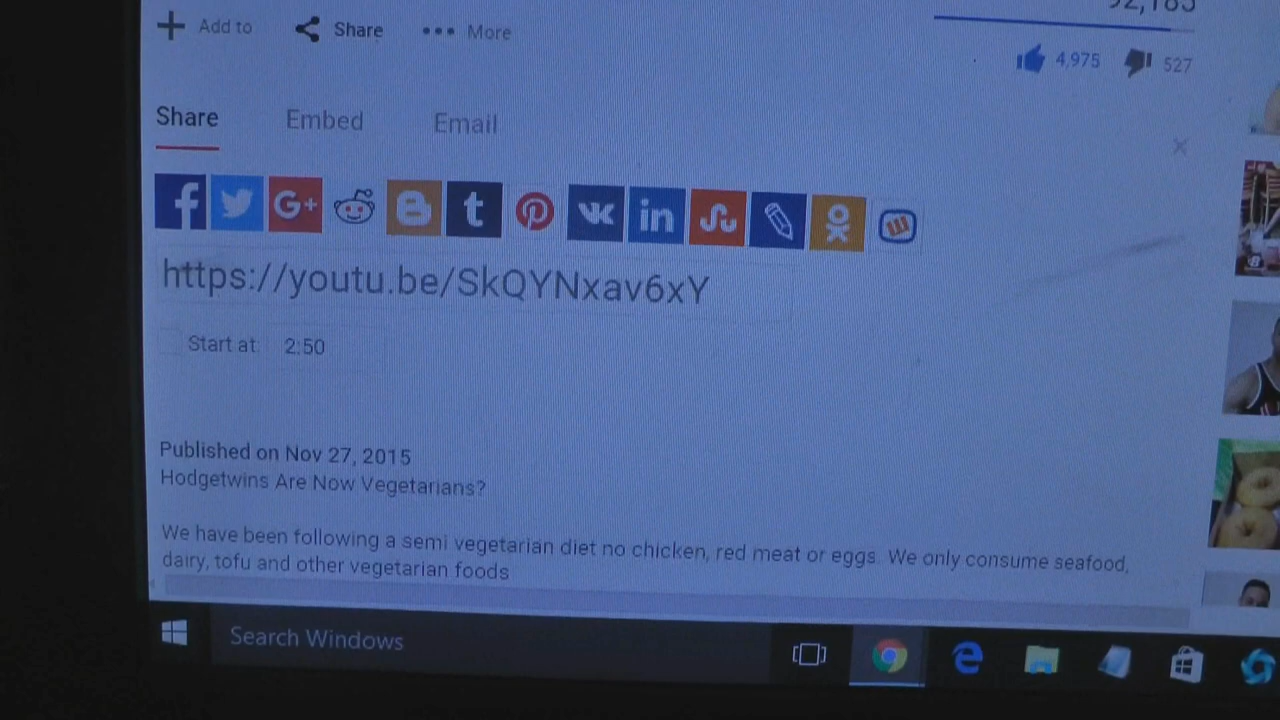 Add to Share More
4,975 527
Share Embed Email
https://youtu.be/SkQYNxav6xY
Start at: 2:50
Published on Nov 27, 2015
Hodgetwins Are Now Vegetarians?
We have been following a semi vegetarian diet no chicken, red meat or eggs. We only consume seafood,
dairy, tofu and other vegetarian foods
Search Windows